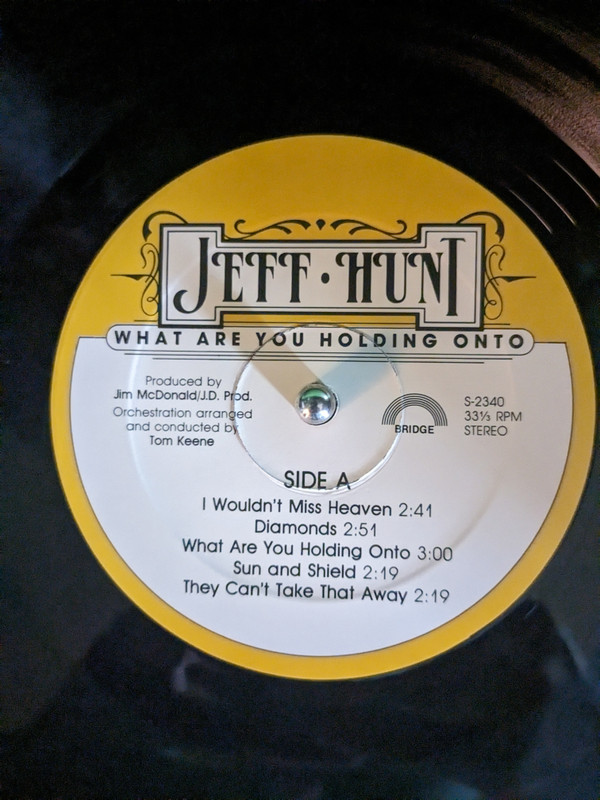 JEFF • HUNT
WHAT ARE YOU HOLDING ONTO
Produced by
Jim McDonald/J.D. Prod.
Orchestration arranged
and conducted by
Tom Keene
BRIDGE
S-2340
33⅓ RPM
STEREO
SIDE A
I Wouldn't Miss Heaven 2:41
Diamonds 2:51
What Are You Holding Onto 3:00
Sun and Shield 2:19
They Can't Take That Away 2:19